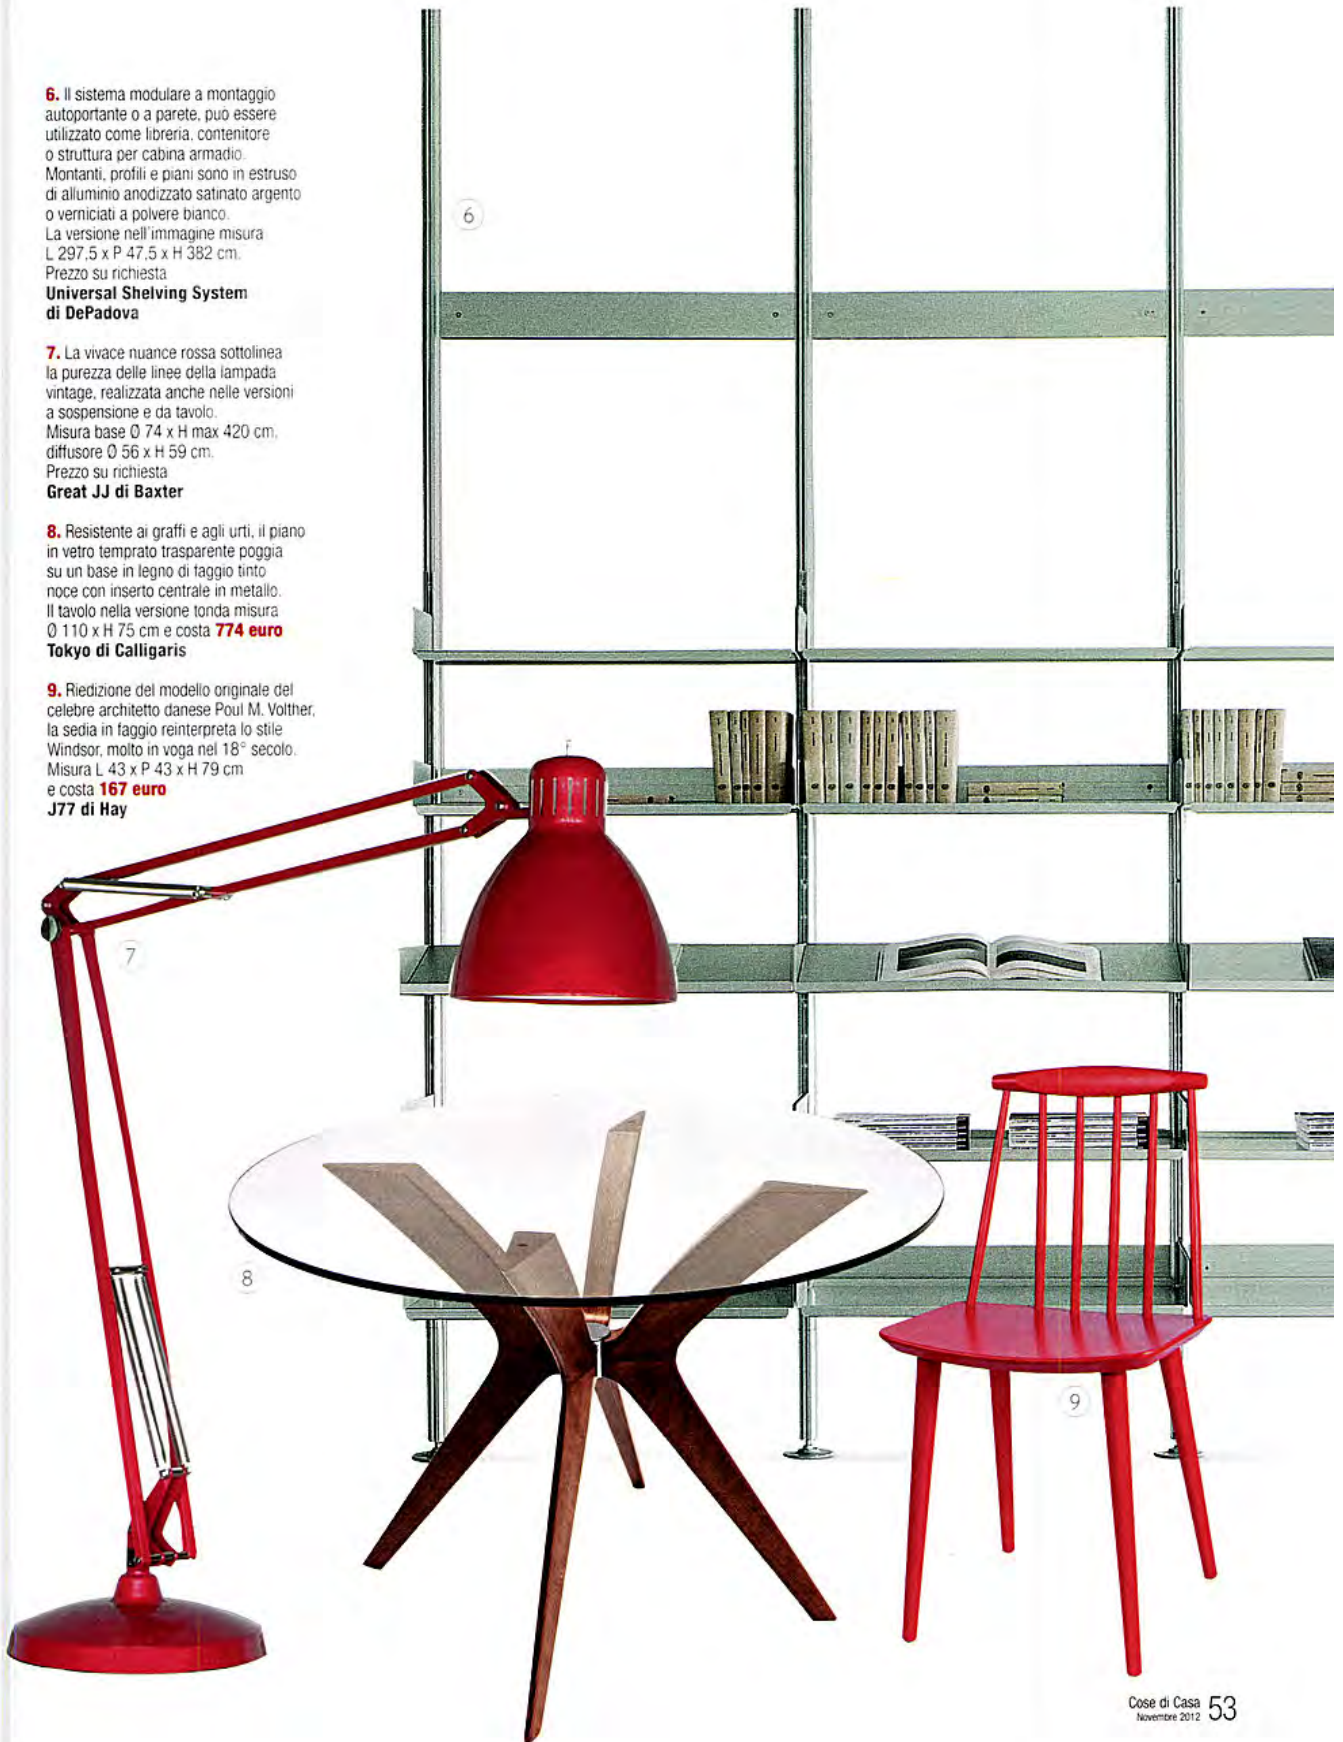 6. Il sistema modulare a montaggio
autoportante o a parete, può essere
utilizzato come libreria, contenitore
o struttura per cabina armadio.
Montanti, profili e piani sono in estruso
di alluminio anodizzato satinato argento
o verniciati a polvere bianco.
La versione nell'immagine misura
L 297,5 x P 47,5 x H 382 cm.
Prezzo su richiesta
Universal Shelving System
di DePadova
7. La vivace nuance rossa sottolinea
la purezza delle linee della lampada
vintage, realizzata anche nelle versioni
a sospensione e da tavolo.
Misura base Ø 74 x H max 420 cm,
diffusore Ø 56 x H 59 cm.
Prezzo su richiesta
Great JJ di Baxter
8. Resistente ai graffi e agli urti, il piano
in vetro temprato trasparente poggia
su un base in legno di faggio tinto
noce con inserto centrale in metallo.
Il tavolo nella versione tonda misura
Ø 110 x H 75 cm e costa 774 euro
Tokyo di Calligaris
9. Riedizione del modello originale del
celebre architetto danese Poul M. Volther,
la sedia in faggio reinterpreta lo stile
Windsor, molto in voga nel 18° secolo.
Misura L 43 x P 43 x H 79 cm
e costa 167 euro
J77 di Hay
6
7
8
9
Cose di Casa 53
Novembre 2012